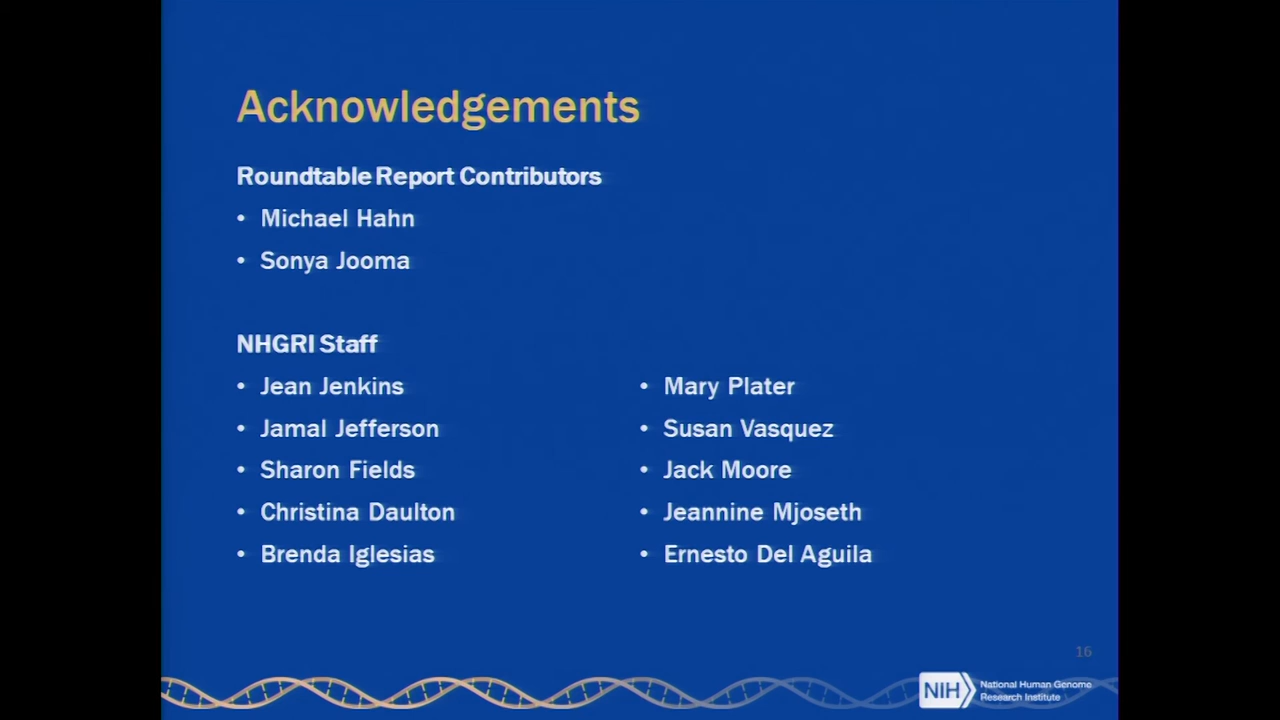 Acknowledgements
Roundtable Report Contributors
• Michael Hahn
• Sonya Jooma
NHGRI Staff
• Jean Jenkins
• Jamal Jefferson
• Sharon Fields
• Christina Daulton
• Brenda Iglesias
• Mary Plater
• Susan Vasquez
• Jack Moore
• Jeannine Mjoseth
• Ernesto Del Aguila
16
NIH
National Human Genome
Research Institute